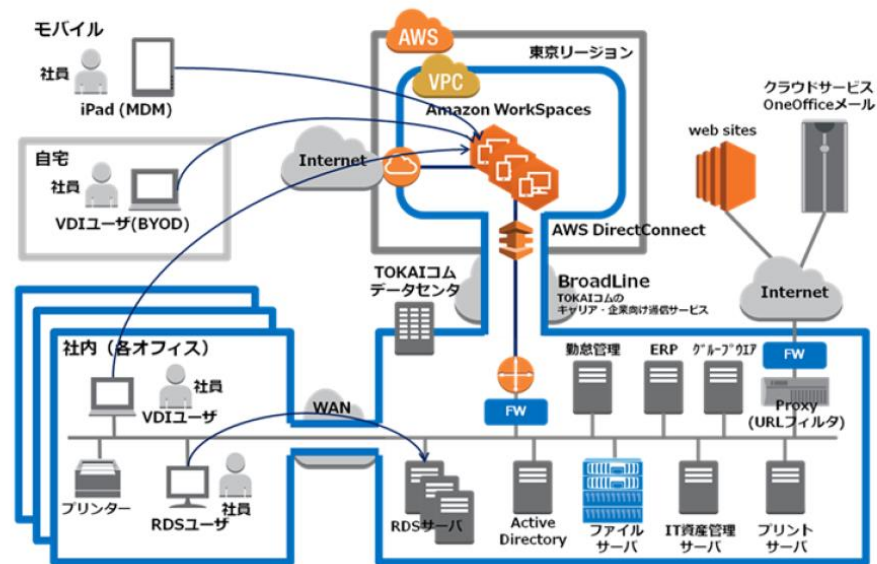 モバイル
社員
iPad (MDM)
自宅
社員
VDIユーザ(BYOD)
AWS
東京リージョン
VPC
Amazon WorkSpaces
Internet
AWS DirectConnect
クラウドサービス
OneOfficeメール
web sites
Internet
TOKAIコム
データセンタ
BroadLine
TOKAIコムの
キャリア・企業向け通信サービス
社内（各オフィス）
社員
VDIユーザ
WAN
プリンター
社員
RDSユーザ
FW
勤怠管理
ERP
グループウエア
FW
Proxy
(URLフィルタ)
RDSサーバ
Active
Directory
ファイル
サーバ
IT資産管理
サーバ
プリント
サーバ